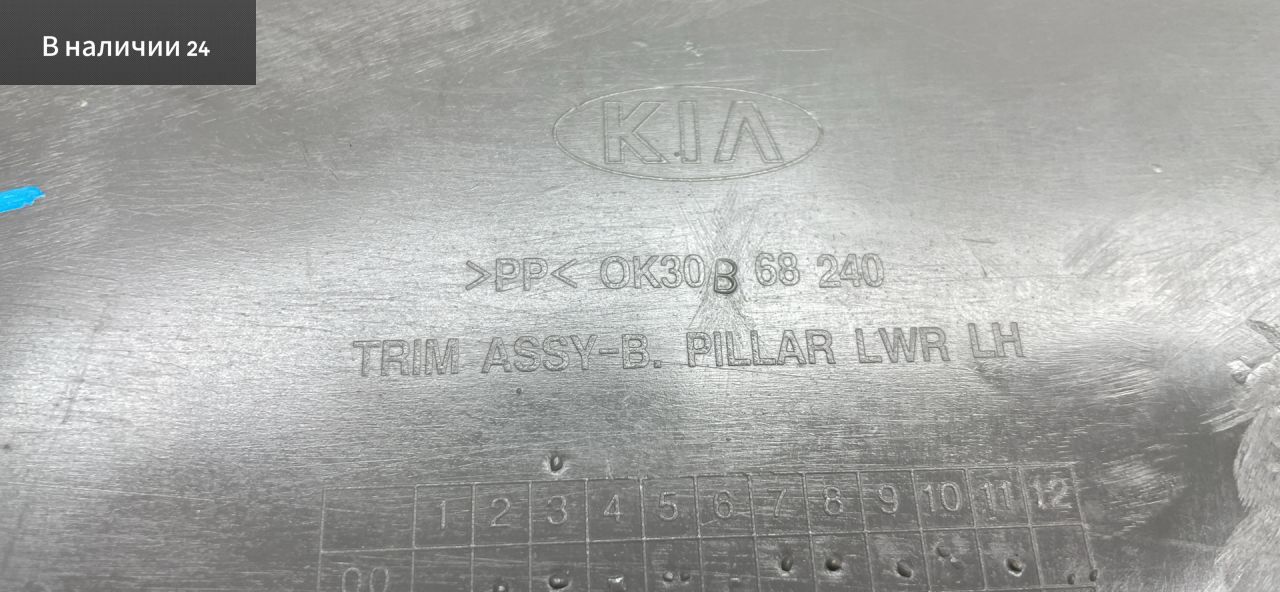 В наличии 24
KIA
>PP< OK30B 68 240
TRIM ASSY-B. PILLAR LWR LH
1 2 3 4 5 6 7 8 9 10 11 12
00